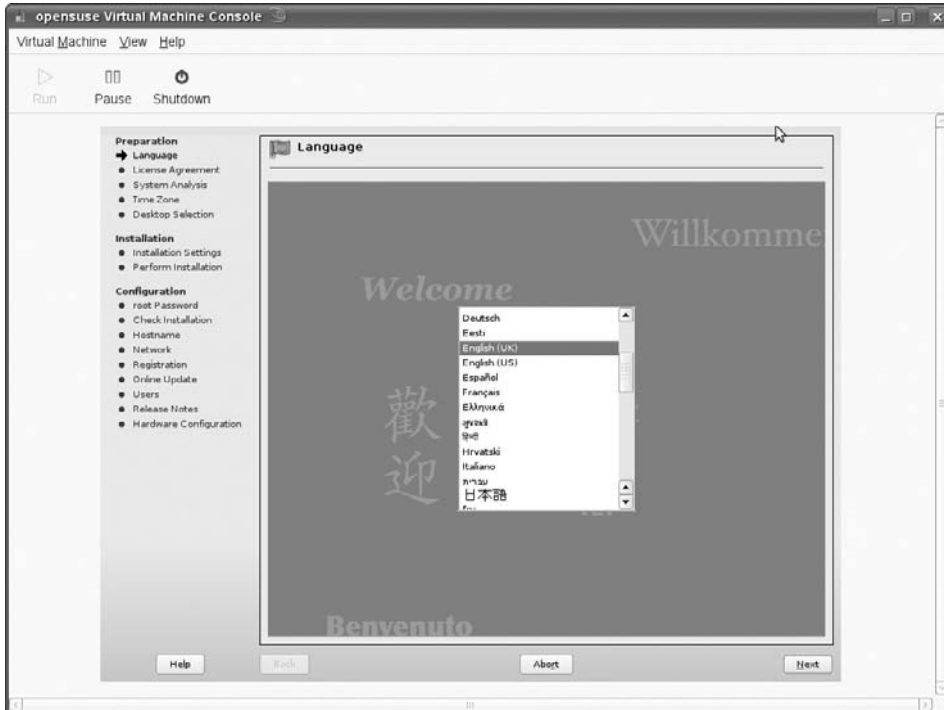 opensuse Virtual Machine Console
Virtual Machine View Help
Run Pause Shutdown
Preparation
Language
License Agreement
System Analysis
Time Zone
Desktop Selection
Installation
Installation Settings
Perform Installation
Configuration
root Password
Check Installation
Hostname
Network
Registration
Online Update
Users
Release Notes
Hardware Configuration
Language
Willkomme
Welcome
歡
迎
Deutsch
Eesti
English (UK)
English (US)
Español
Français
Ελληνικά
ગુજરાતી
हिन्दी
Hrvatski
Italiano
עברית
日本語
Benvenuto
Help Back Abort Next